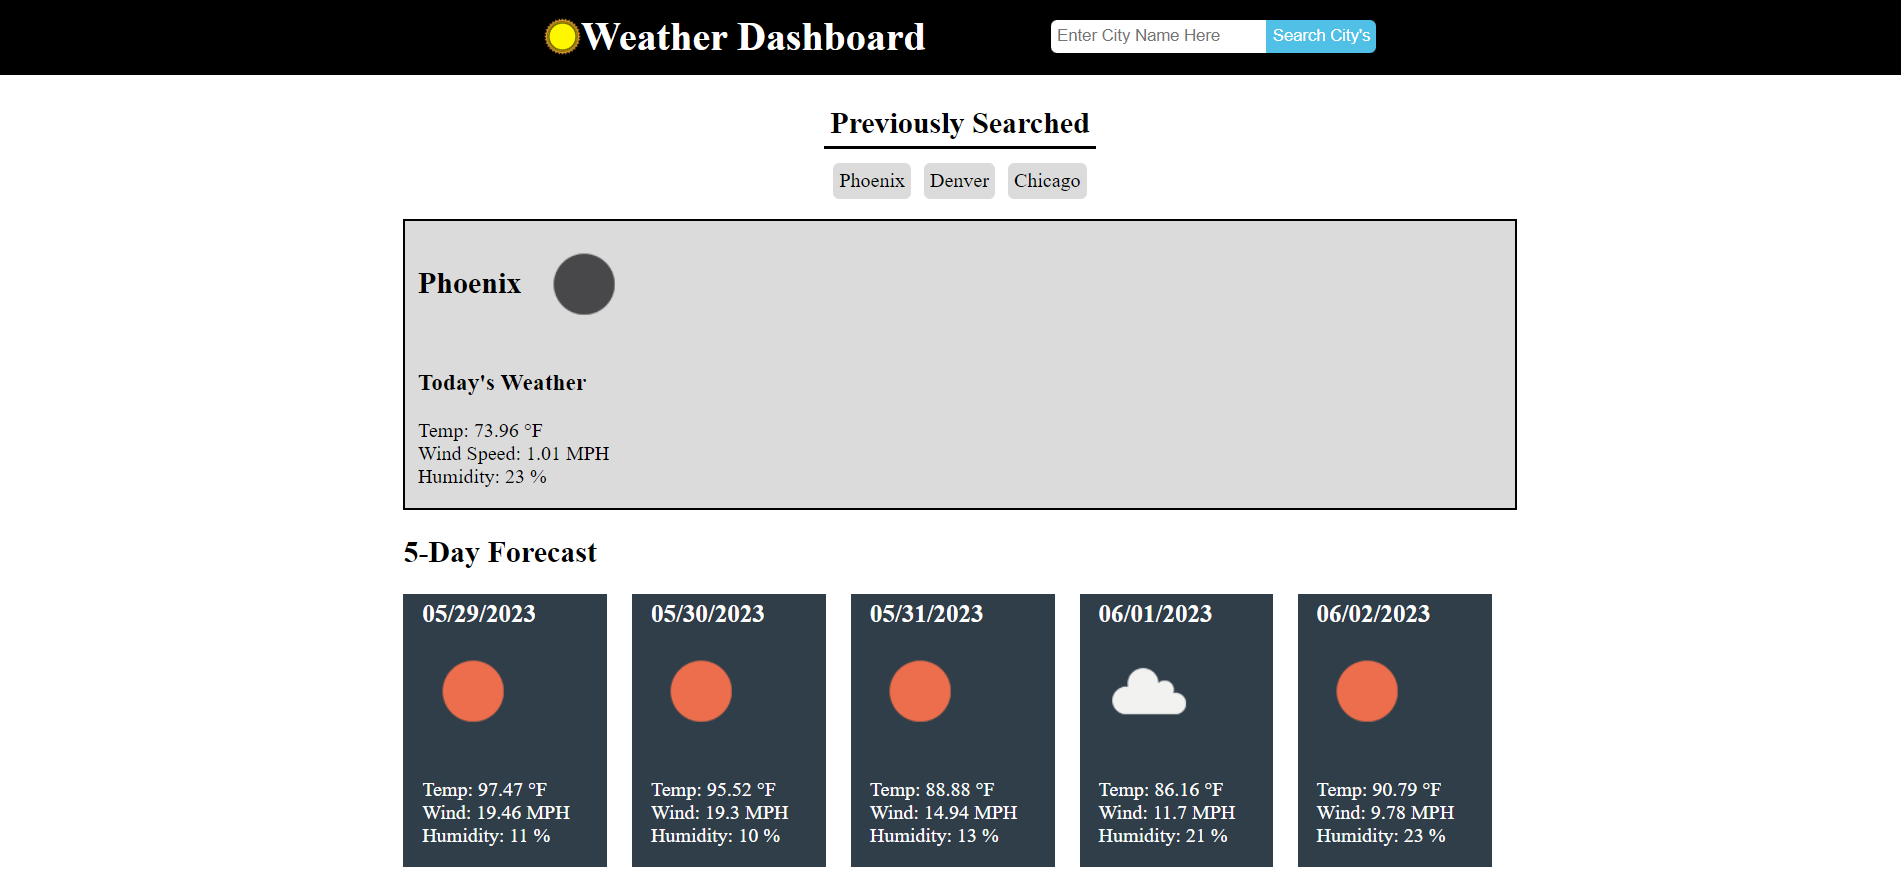 Weather Dashboard
Enter City Name Here
Search City's
Previously Searched
Phoenix
Denver
Chicago
Phoenix
Today's Weather
Temp: 73.96 °F
Wind Speed: 1.01 MPH
Humidity: 23 %
5-Day Forecast
05/29/2023
Temp: 97.47 °F
Wind: 19.46 MPH
Humidity: 11 %
05/30/2023
Temp: 95.52 °F
Wind: 19.3 MPH
Humidity: 10 %
05/31/2023
Temp: 88.88 °F
Wind: 14.94 MPH
Humidity: 13 %
06/01/2023
Temp: 86.16 °F
Wind: 11.7 MPH
Humidity: 21 %
06/02/2023
Temp: 90.79 °F
Wind: 9.78 MPH
Humidity: 23 %